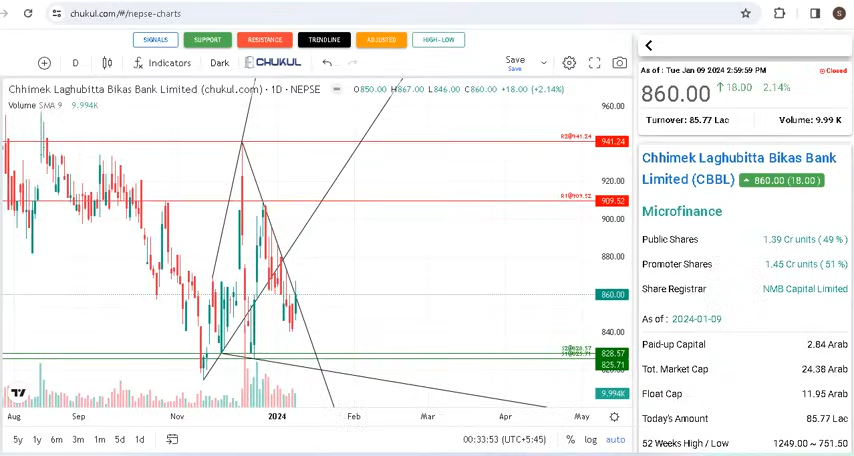 chukul.com/#/nepse-charts
SIGNALS SUPPORT RESISTANCE TRENDLINE ADJUSTED HIGH-LOW
D Indicators Dark CHUKUL Save
Save
Chhimek Laghubitta Bikas Bank Limited (chukul.com) · 1D · NEPSE O850.00 H867.00 L846.00 C860.00 +18.00 (+2.14%)
Volume SMA 9 9.994K
960.00
R2@941.24 941.24
920.00
R1@909.52 909.52
900.00
880.00
860.00
840.00
828.57
S1@825.71 825.71
9.994K
Aug Sep Nov 2024 Feb Mar Apr May
5y 1y 6m 3m 1m 5d 1d 00:33:53 (UTC+5:45) % log auto
S
As of : Tue Jan 09 2024 2:59:59 PM Closed
860.00 18.00 2.14%
Turnover: 85.77 Lac Volume: 9.99 K
Chhimek Laghubitta Bikas Bank
Limited (CBBL) 860.00 (18.00 )
Microfinance
Public Shares 1.39 Cr units ( 49 % )
Promoter Shares 1.45 Cr units ( 51 % )
Share Registrar NMB Capital Limited
As of : 2024-01-09
Paid-up Capital 2.84 Arab
Tot. Market Cap 24.38 Arab
Float Cap 11.95 Arab
Today's Amount 85.77 Lac
52 Weeks High / Low 1249.00 ~ 751.50